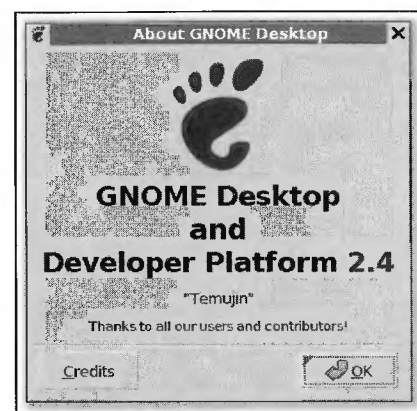 About GNOME Desktop
GNOME Desktop
and
Developer Platform 2.4
"Temujin"
Thanks to all our users and contributors!
Credits
OK